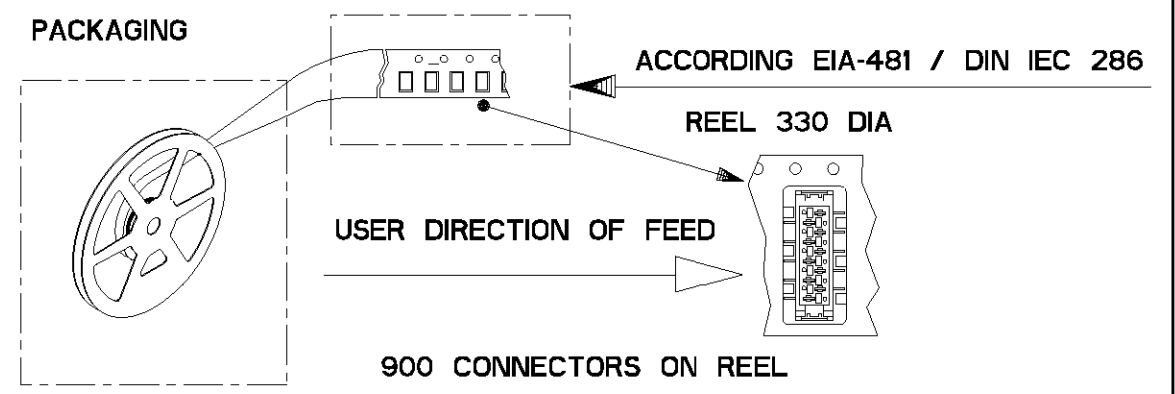 PACKAGING
ACCORDING EIA-481 / DIN IEC 286
REEL 330 DIA
USER DIRECTION OF FEED
900 CONNECTORS ON REEL